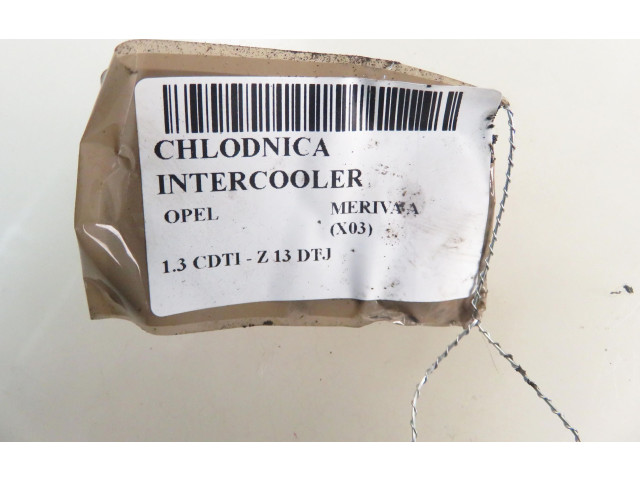 CHLODNICA
INTERCOOLER
OPEL MERIVA A
(X03)
1.3 CDTI - Z 13 DTJ